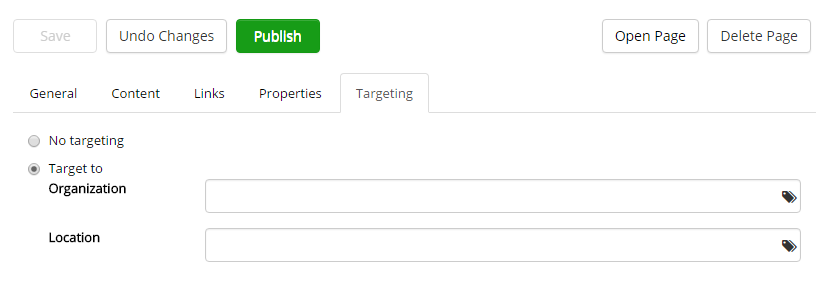 Save Undo Changes Publish Open Page Delete Page
General Content Links Properties Targeting
No targeting
Target to
Organization
Location